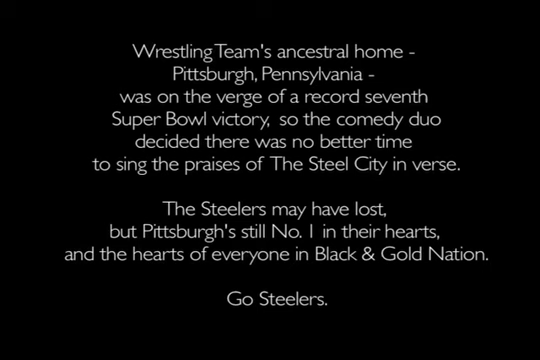 Wrestling Team's ancestral home -
Pittsburgh, Pennsylvania -
was on the verge of a record seventh
Super Bowl victory, so the comedy duo
decided there was no better time
to sing the praises of The Steel City in verse.
The Steelers may have lost,
but Pittsburgh's still No. 1 in their hearts,
and the hearts of everyone in Black & Gold Nation.
Go Steelers.